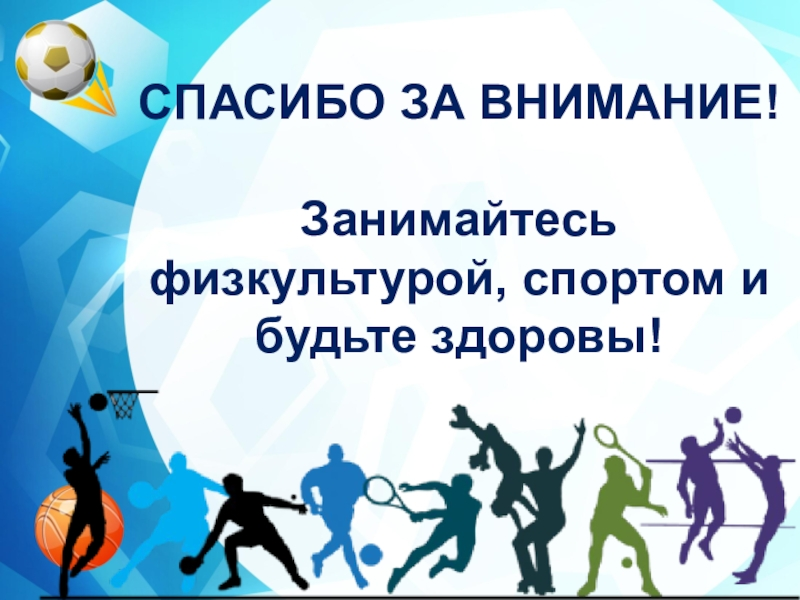 СПАСИБО ЗА ВНИМАНИЕ!
Занимайтесь
физкультурой, спортом и
будьте здоровы!